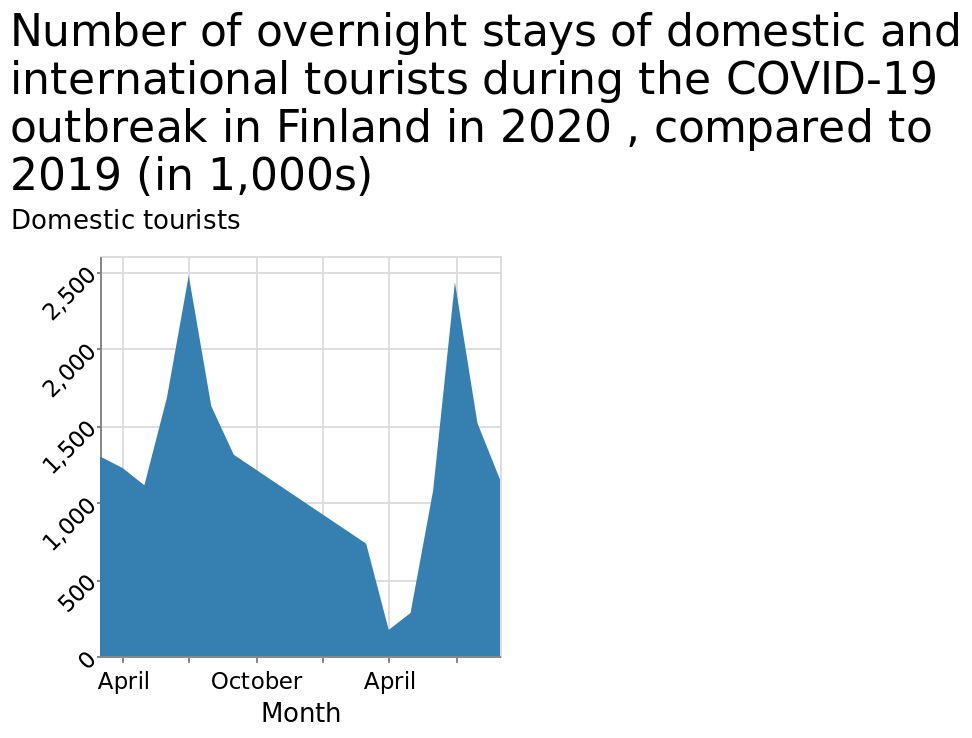 Number of overnight stays of domestic and
international tourists during the COVID-19
outbreak in Finland in 2020 , compared to
2019 (in 1,000s)
Domestic tourists
2,500
2,000
1,500
1,000
500
0
April October April
Month